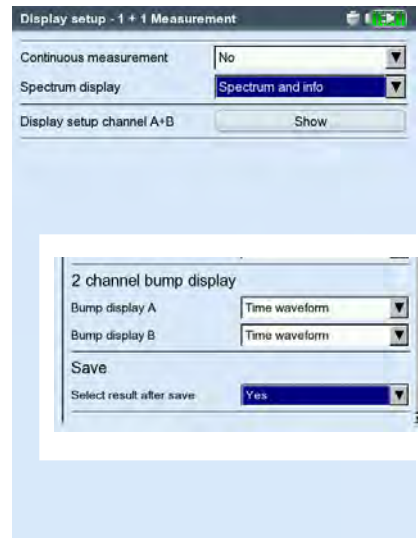 Display setup - 1 + 1 Measurement
Continuous measurement No
Spectrum display Spectrum and info
Display setup channel A+B Show
2 channel bump display
Bump display A Time waveform
Bump display B Time waveform
Save
Select result after save Yes